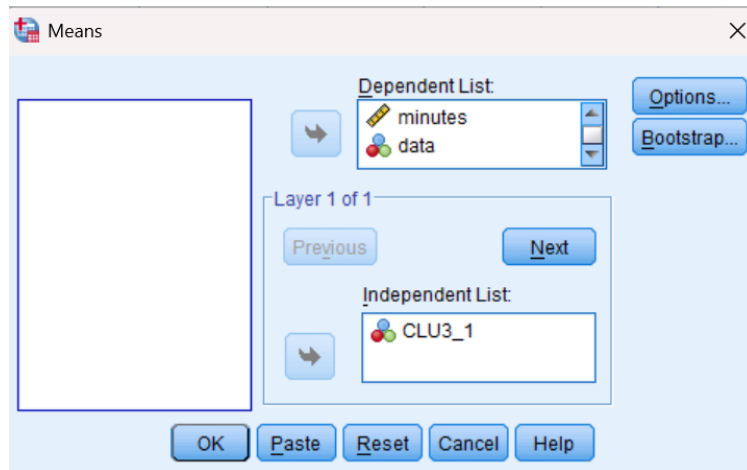 Means
Dependent List:
minutes
data
Options...
Bootstrap...
Layer 1 of 1
Previous
Next
Independent List:
CLU3_1
OK
Paste
Reset
Cancel
Help